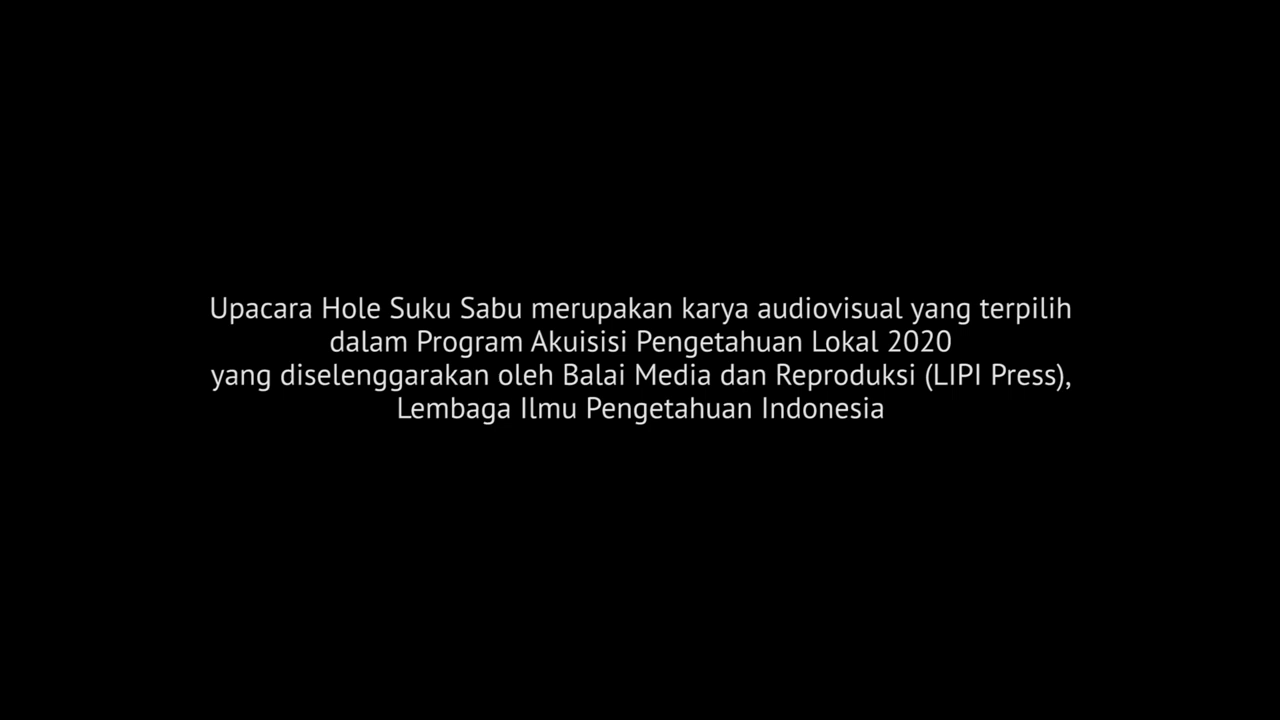 Upacara Hole Suku Sabu merupakan karya audiovisual yang terpilih
dalam Program Akuisisi Pengetahuan Lokal 2020
yang diselenggarakan oleh Balai Media dan Reproduksi (LIPI Press),
Lembaga Ilmu Pengetahuan Indonesia